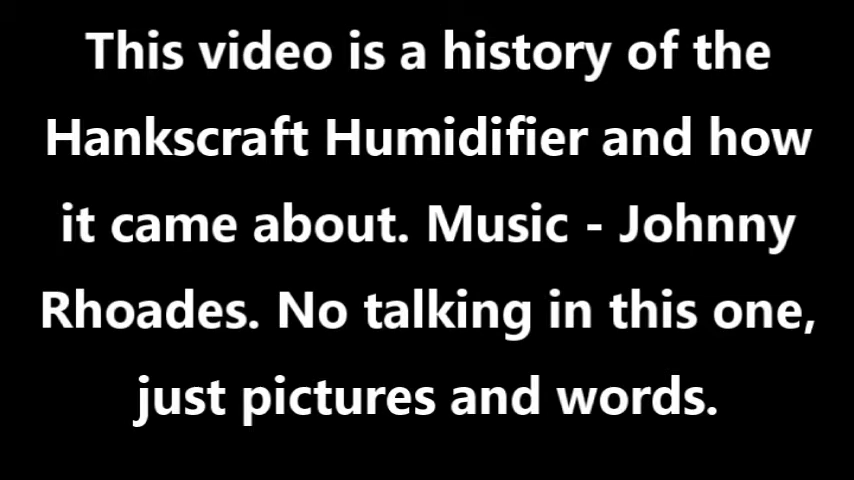 This video is a history of the
Hankscraft Humidifier and how
it came about. Music - Johnny
Rhoades. No talking in this one,
just pictures and words.